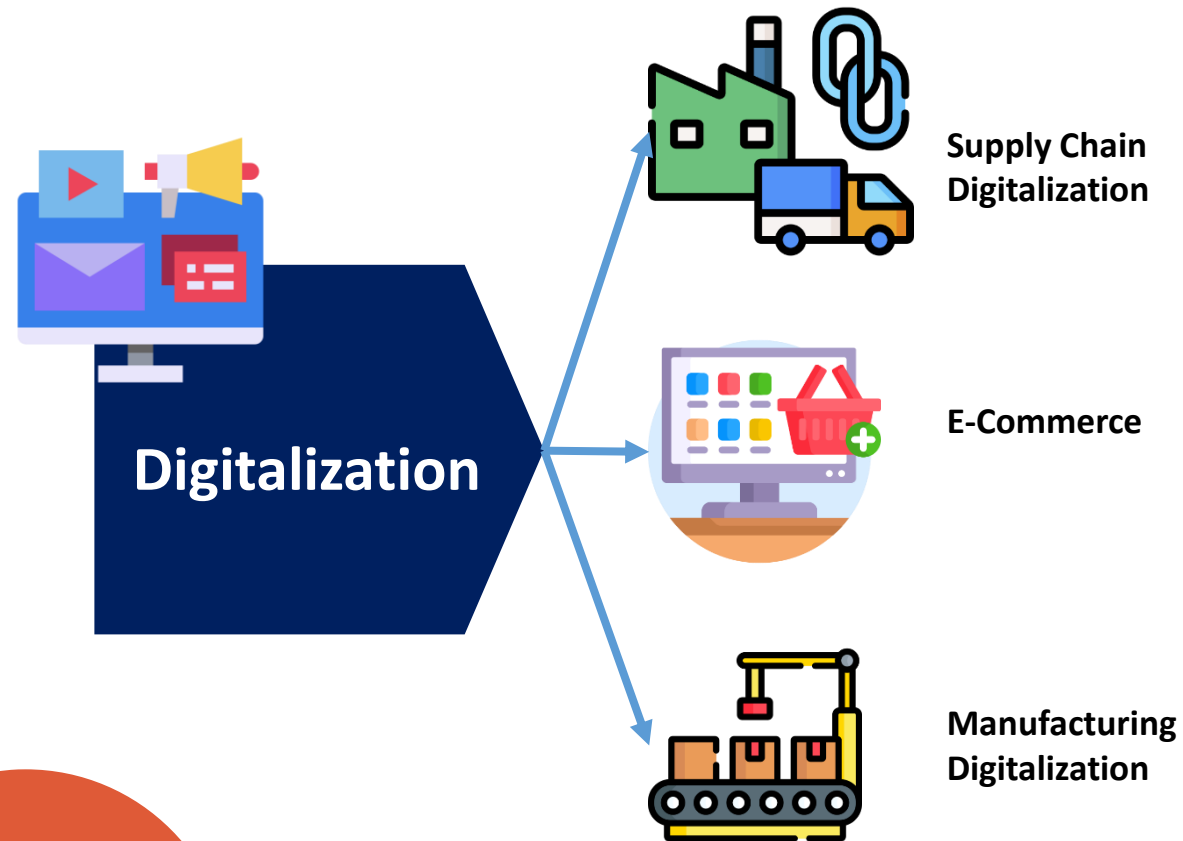 Supply Chain
Digitalization
Digitalization
E-Commerce
Manufacturing
Digitalization